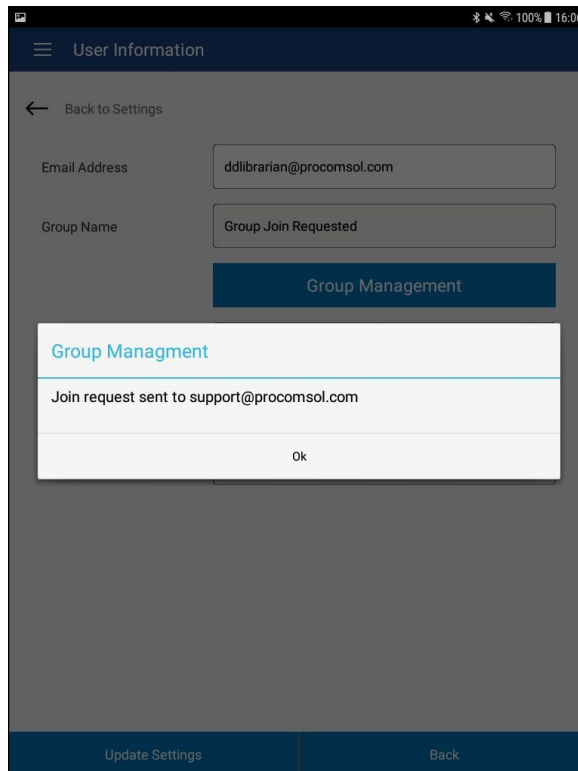 100% 16:06
User Information
Back to Settings
Email Address
ddlibrarian@procomsol.com
Group Name
Group Join Requested
Group Management
Group Managment
Join request sent to support@procomsol.com
Ok
Update Settings
Back